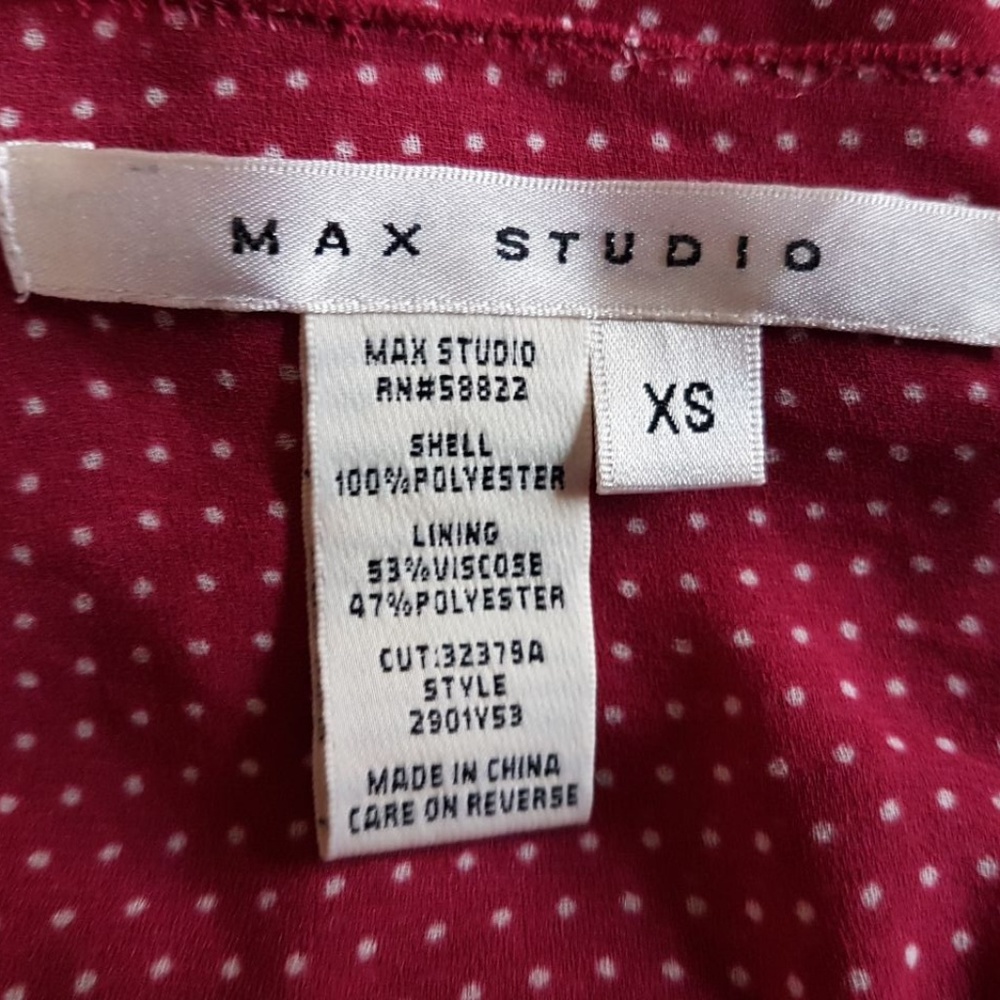 MAX STUDIO
XS
MAX STUDIO
RN#58822
SHELL
100%POLYESTER
LINING
53%VISCOSE
47%POLYESTER
CUT:32379A
STYLE
2901V53
MADE IN CHINA
CARE ON REVERSE